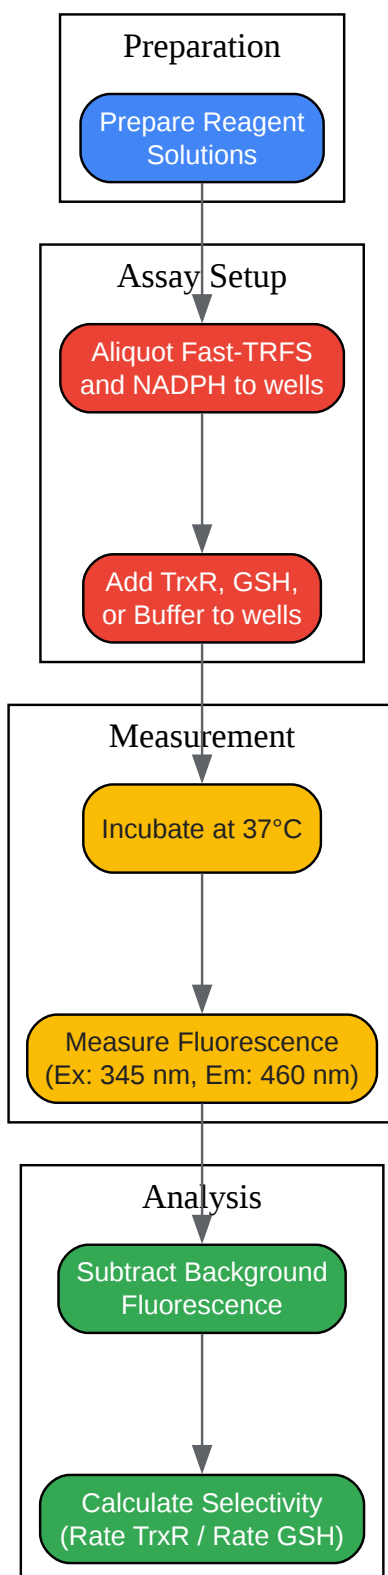 Preparation
Prepare Reagent
Solutions
Assay Setup
Aliquot Fast-TRFS
and NADPH to wells
Add TrxR, GSH,
or Buffer to wells
Measurement
Incubate at 37°C
Measure Fluorescence
(Ex: 345 nm, Em: 460 nm)
Analysis
Subtract Background
Fluorescence
Calculate Selectivity
(Rate TrxR / Rate GSH)